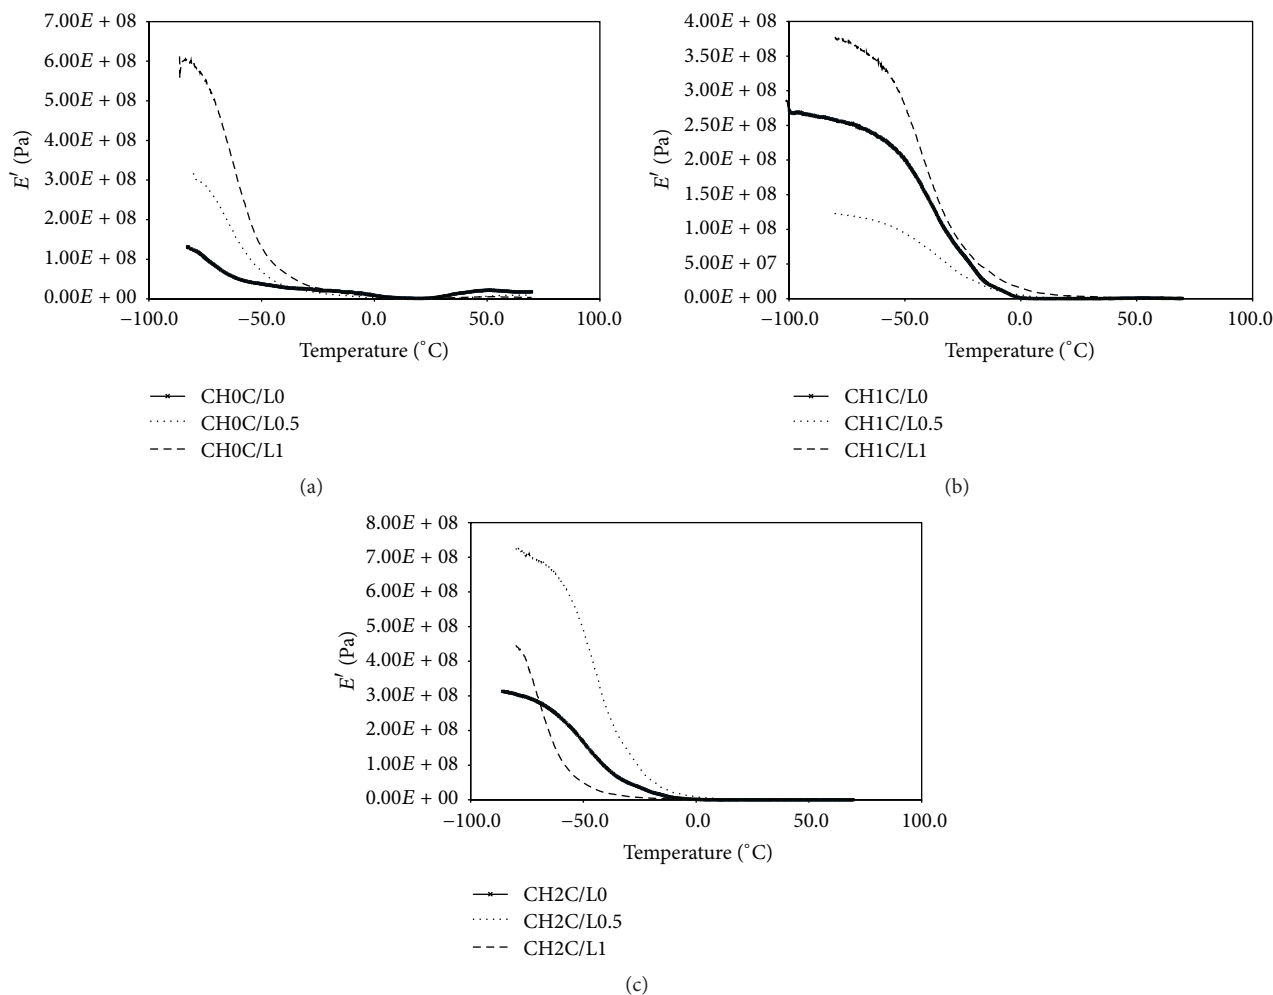 7.00E + 08
6.00E + 08
5.00E + 08
4.00E + 08
3.00E + 08
2.00E + 08
1.00E + 08
0.00E + 00
E′ (Pa)
−100.0 −50.0 0.0 50.0 100.0
Temperature (°C)
CH0C/L0
CH0C/L0.5
CH0C/L1
(a)
4.00E + 08
3.50E + 08
3.00E + 08
2.50E + 08
2.00E + 08
1.50E + 08
1.00E + 08
5.00E + 07
0.00E + 00
E′ (Pa)
−100.0 −50.0 0.0 50.0 100.0
Temperature (°C)
CH1C/L0
CH1C/L0.5
CH1C/L1
(b)
8.00E + 08
7.00E + 08
6.00E + 08
5.00E + 08
4.00E + 08
3.00E + 08
2.00E + 08
1.00E + 08
0.00E + 00
E′ (Pa)
−100.0 −50.0 0.0 50.0 100.0
Temperature (°C)
CH2C/L0
CH2C/L0.5
CH2C/L1
(c)